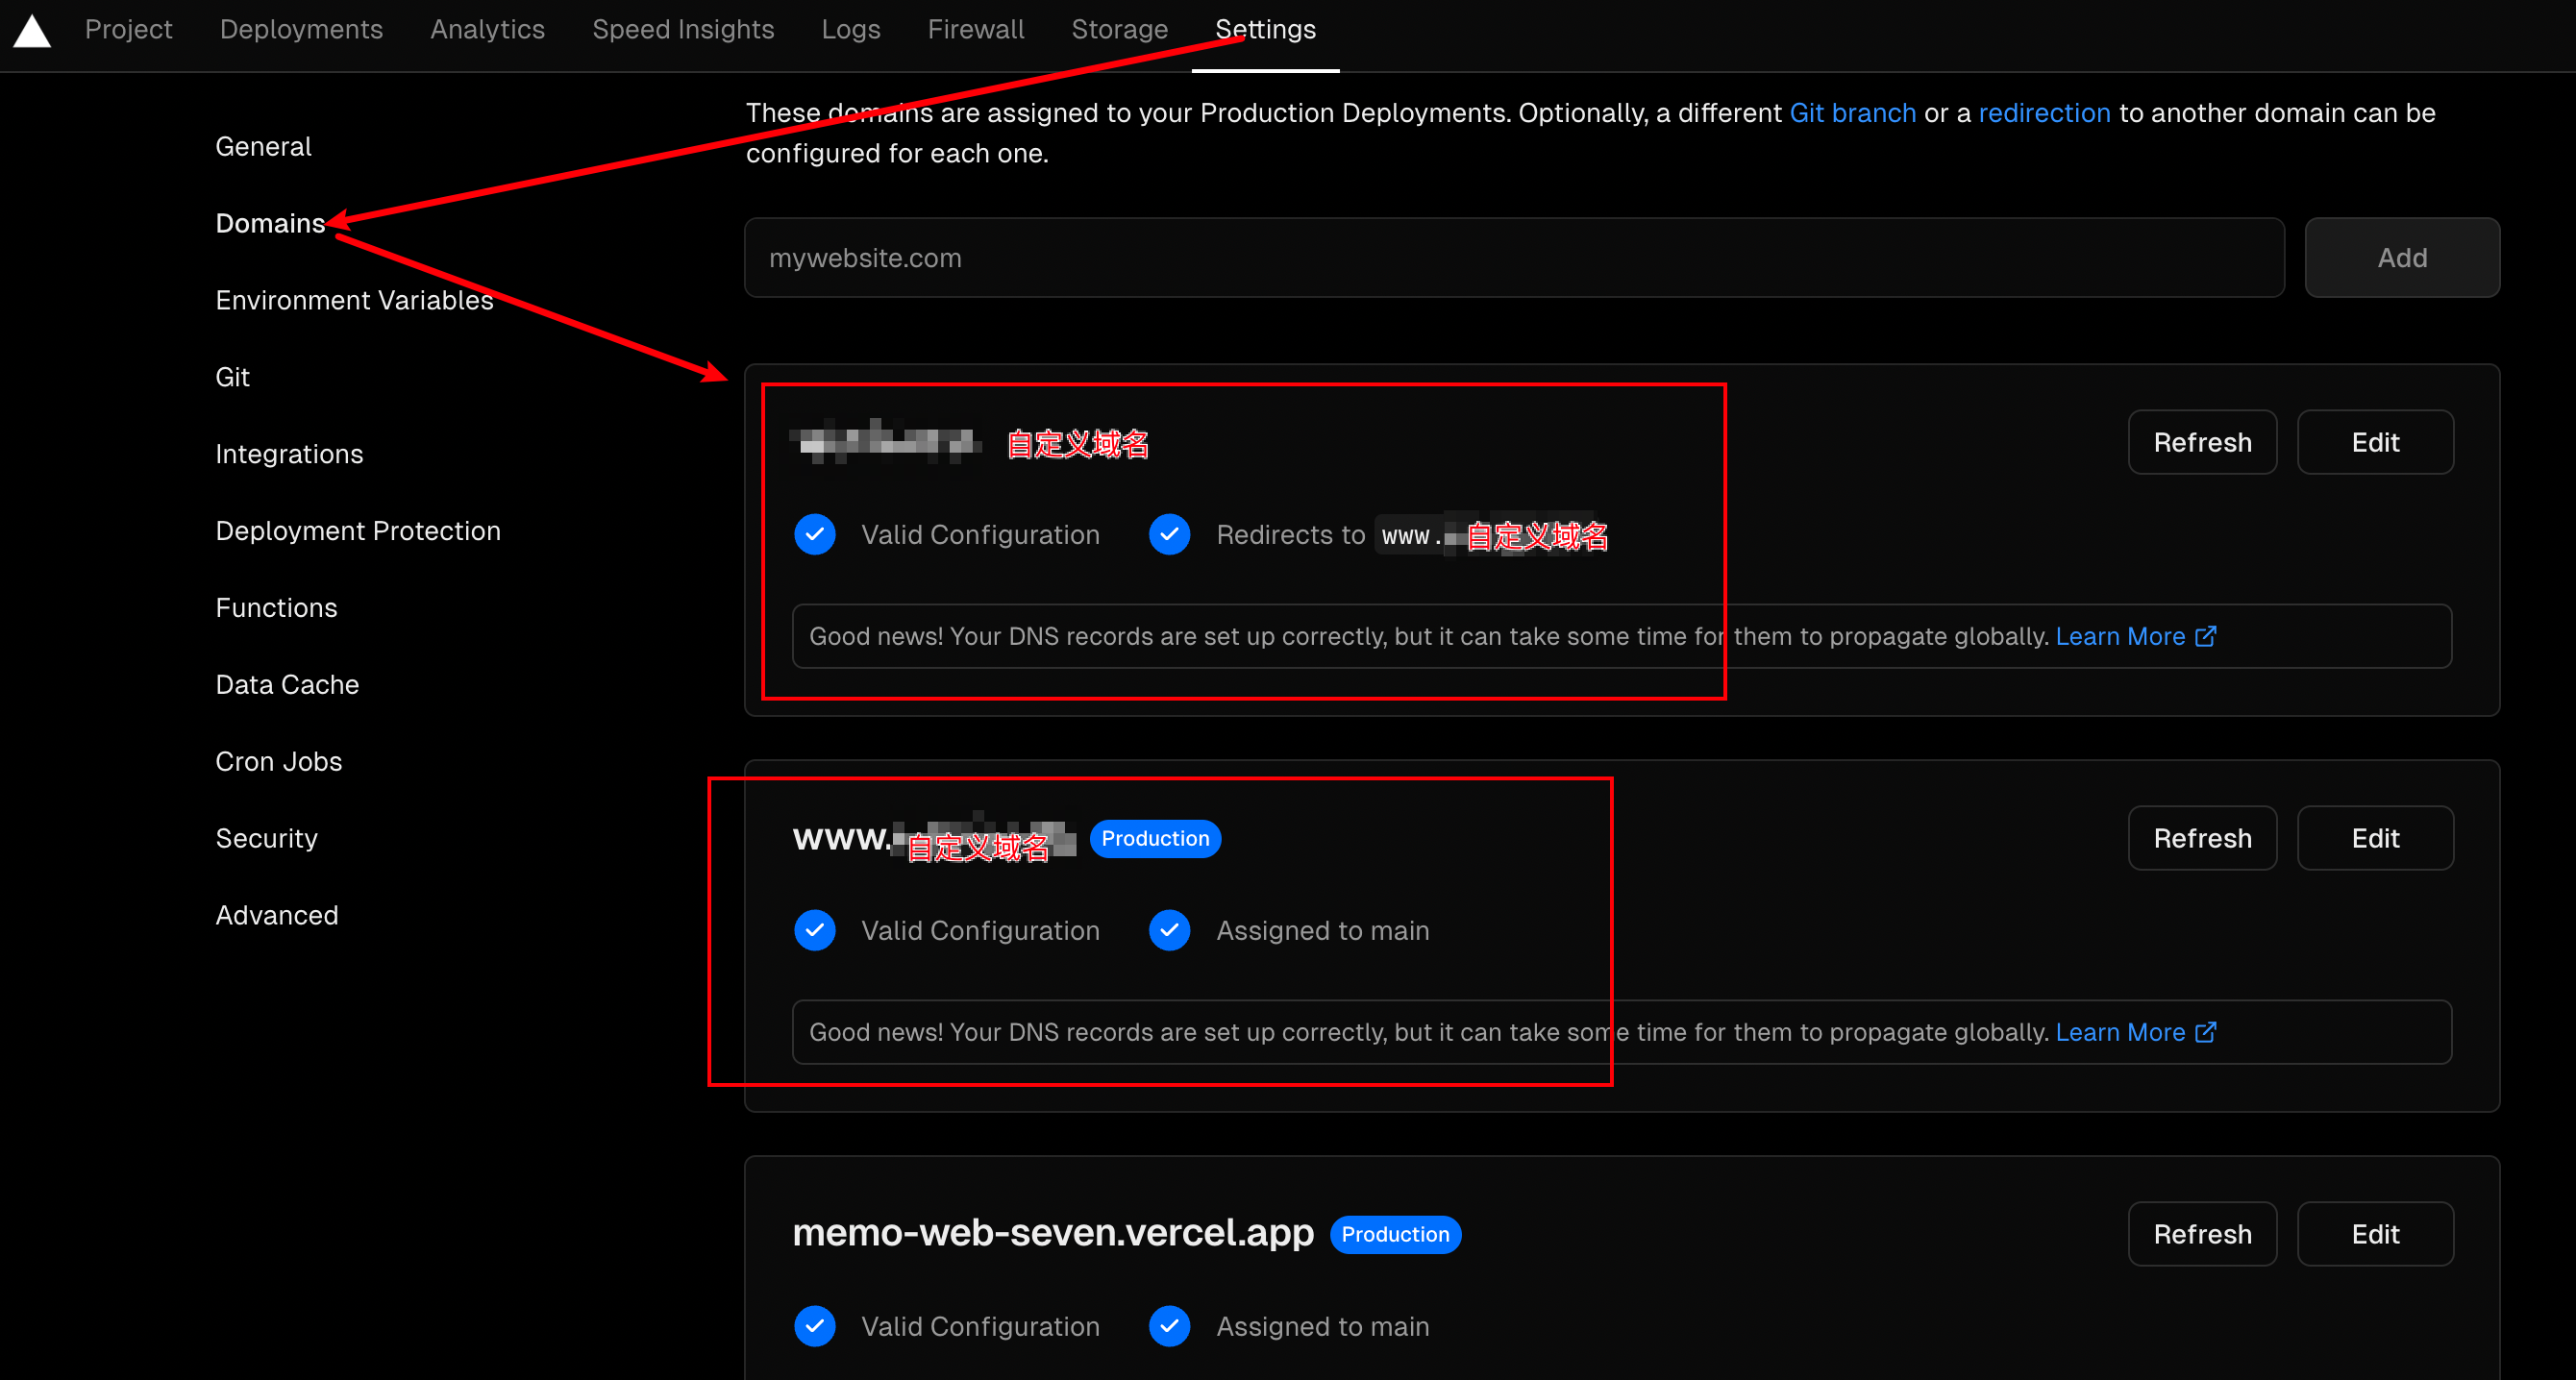 Project Deployments Analytics Speed Insights Logs Firewall Storage Settings
These domains are assigned to your Production Deployments. Optionally, a different Git branch or a redirection to another domain can be
configured for each one.
General
Domains
Environment Variables
Git
Integrations
Deployment Protection
Functions
Data Cache
Cron Jobs
Security
Advanced
mywebsite.com Add
自定义域名 Refresh Edit
Valid Configuration Redirects to www.自定义域名
Good news! Your DNS records are set up correctly, but it can take some time for them to propagate globally. Learn More
www.自定义域名 Production Refresh Edit
Valid Configuration Assigned to main
Good news! Your DNS records are set up correctly, but it can take some time for them to propagate globally. Learn More
memo-web-seven.vercel.app Production Refresh Edit
Valid Configuration Assigned to main